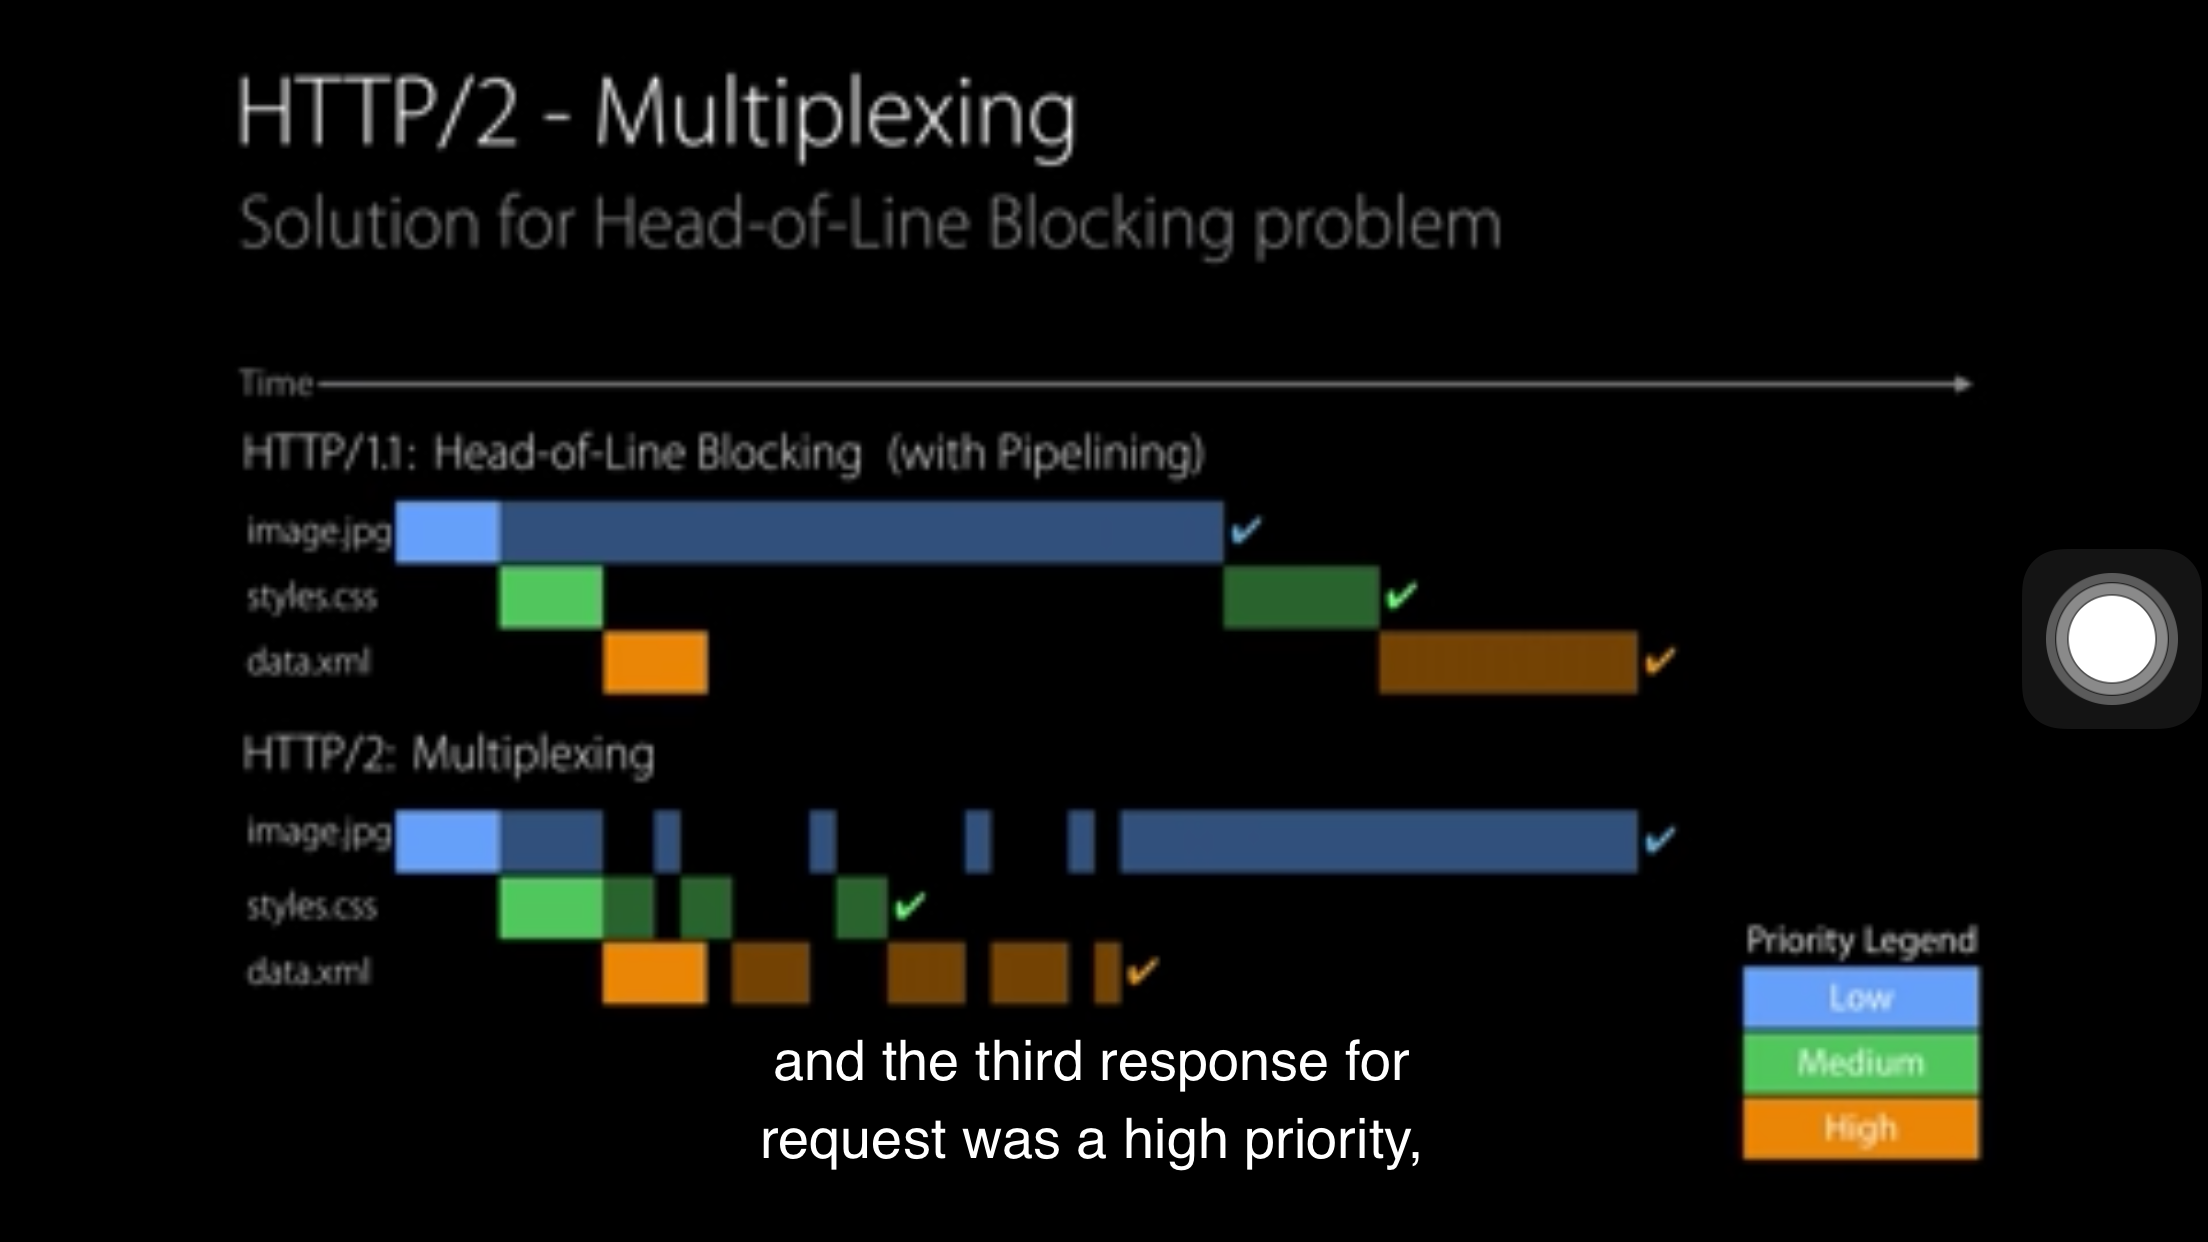 HTTP/2 - Multiplexing
Solution for Head-of-Line Blocking problem
Time
HTTP/1.1: Head-of-Line Blocking (with Pipelining)
image.jpg
styles.css
data.xml
HTTP/2: Multiplexing
image.jpg
styles.css
data.xml
Priority Legend
Low
Medium
High
and the third response for
request was a high priority,